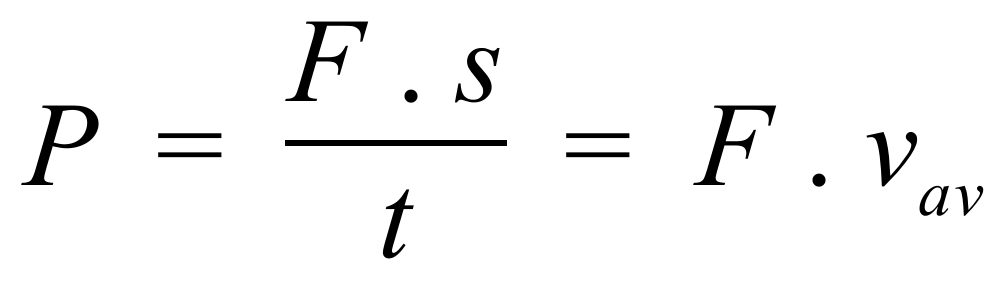 P = F . s / t = F . v_av